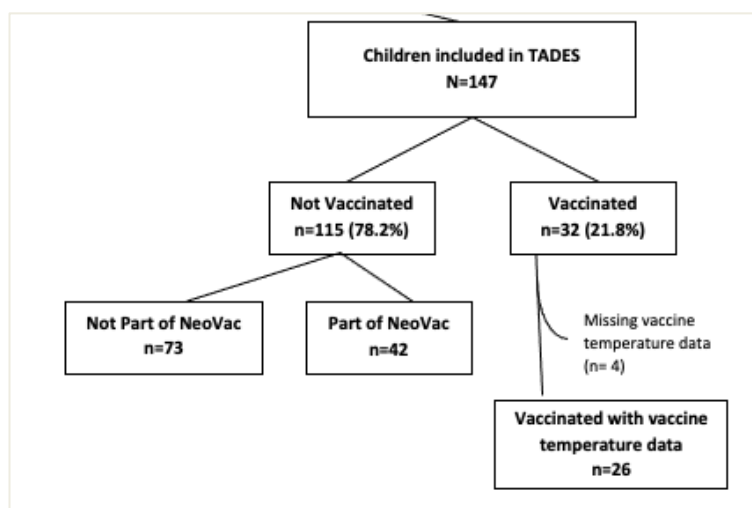 Children included in TADES
N=147
Not Vaccinated
n=115 (78.2%)
Vaccinated
n=32 (21.8%)
Not Part of NeoVac
n=73
Part of NeoVac
n=42
Missing vaccine
temperature data
(n= 4)
Vaccinated with vaccine
temperature data
n=26